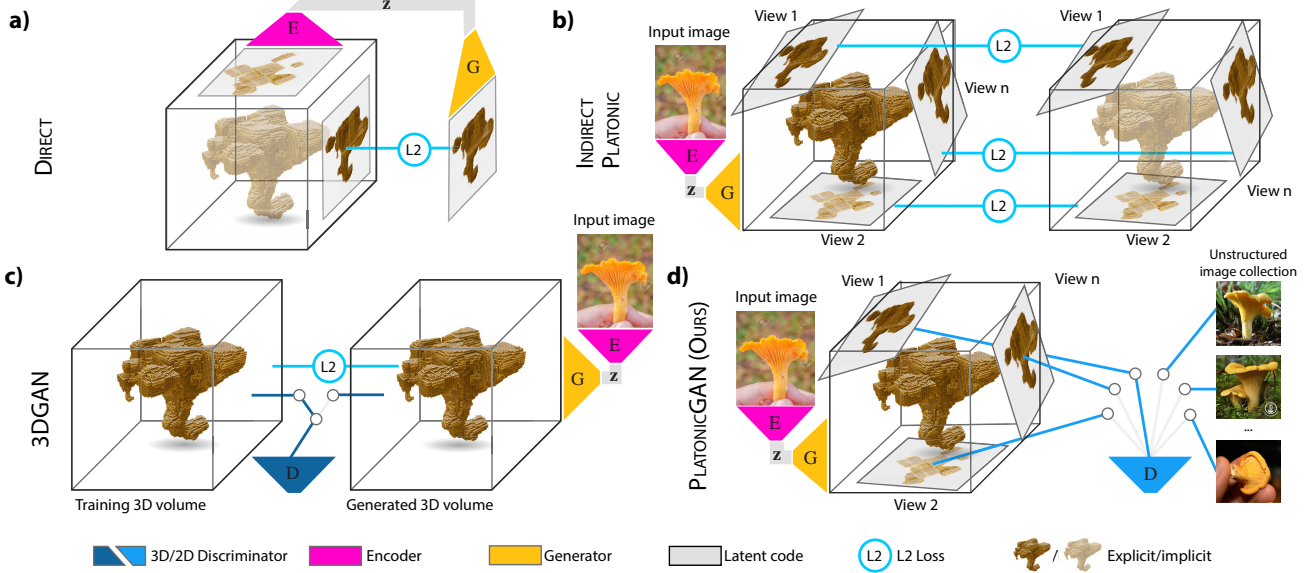 a)
DIRECT
E
z
G
L2
b)
INDIRECT
PLATONIC
Input image
E
z
G
View 1
View n
View 2
L2
L2
L2
View 1
View n
View 2
c)
3DGAN
L2
D
Training 3D volume
Generated 3D volume
Input image
E
z
G
d)
PLATONICGAN (OURS)
Input image
E
z
G
View 1
View n
View 2
D
Unstructured
image collection
...
3D/2D Discriminator
Encoder
Generator
Latent code
L2 L2 Loss
/ Explicit/implicit